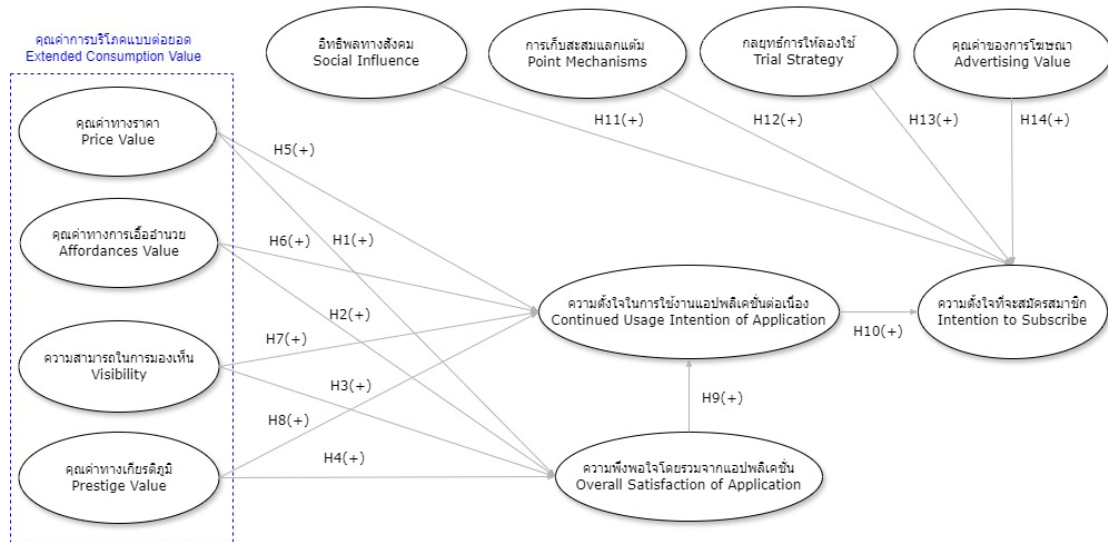 คุณค่าการบริโภคแบบต่อยอด
Extended Consumption Value
อิทธิพลทางสังคม
Social Influence
การเก็บสะสมแลกแต้ม
Point Mechanisms
กลยุทธ์การให้ลองใช้
Trial Strategy
คุณค่าของการโฆษณา
Advertising Value
คุณค่าทางราคา
Price Value
H11(+)
H12(+)
H13(+)
H14(+)
H5(+)
คุณค่าทางการเอื้ออำนวย
Affordances Value
H6(+)
H1(+)
ความตั้งใจในการใช้งานแอปพลิเคชั่นต่อเนื่อง
Continued Usage Intention of Application
ความตั้งใจที่จะสมัครสมาชิก
Intention to Subscribe
H2(+)
H7(+)
H10(+)
ความสามารถในการมองเห็น
Visibility
H3(+)
H9(+)
H8(+)
H4(+)
คุณค่าทางเกียรติภูมิ
Prestige Value
ความพึงพอใจโดยรวมจากแอปพลิเคชั่น
Overall Satisfaction of Application